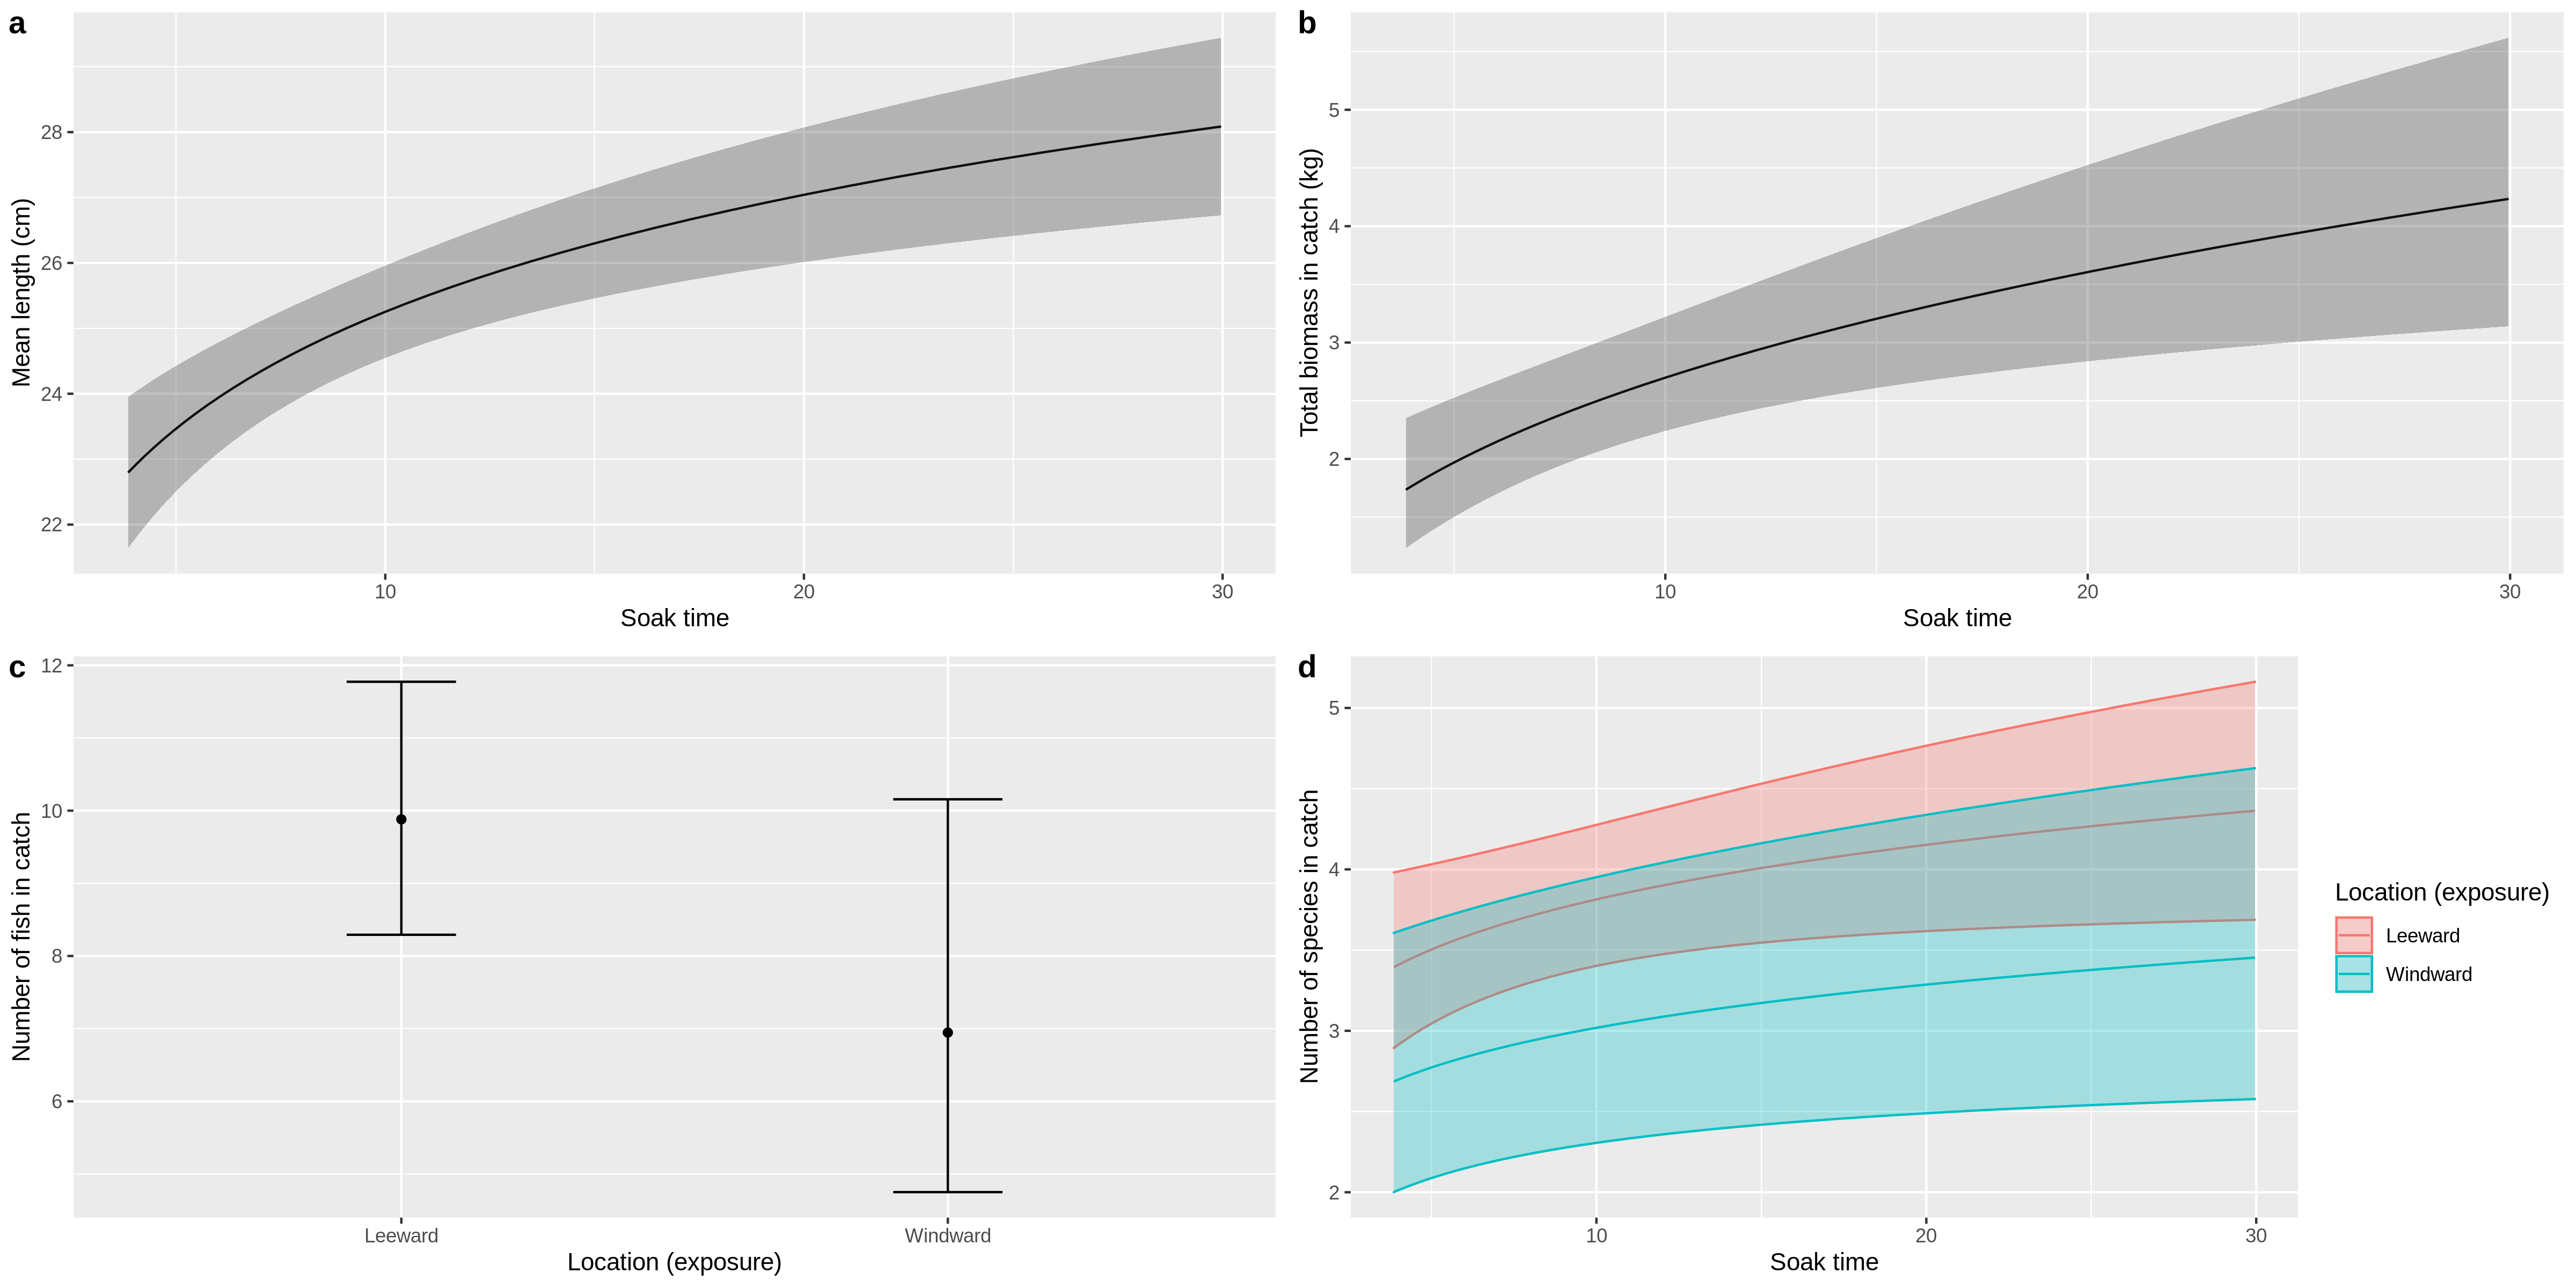 a
Mean length (cm)
28
26
24
22
10 20 30
Soak time
b
Total biomass in catch (kg)
5
4
3
2
10 20 30
Soak time
c
Number of fish in catch
12
10
8
6
Leeward Windward
Location (exposure)
d
Number of species in catch
5
4
3
2
10 20 30
Soak time
Location (exposure)
Leeward
Windward